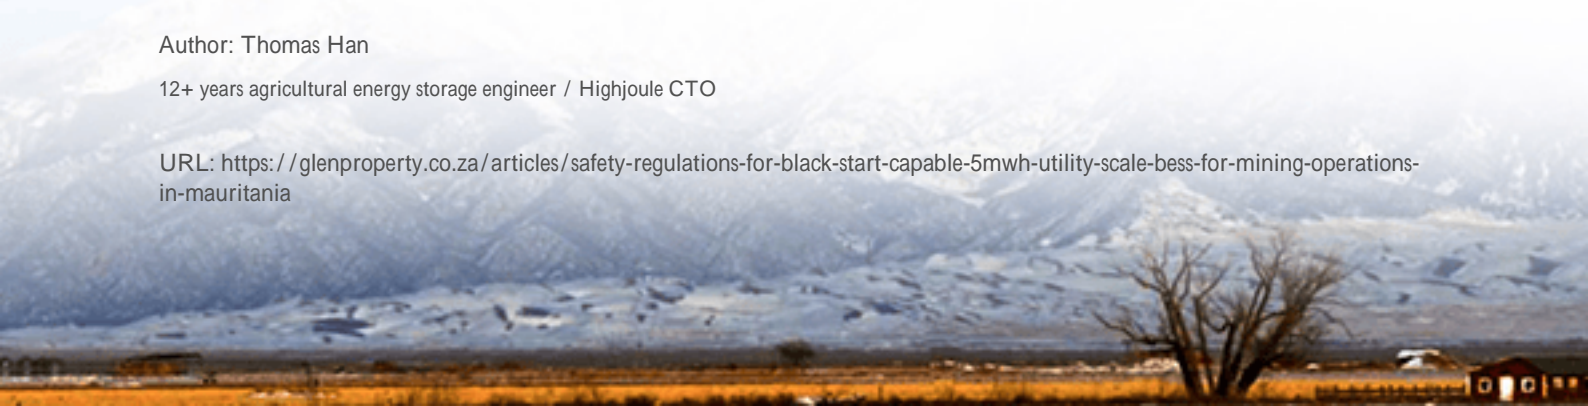 Author: Thomas Han
12+ years agricultural energy storage engineer / Highjoule CTO
URL: https://glenproperty.co.za/articles/safety-regulations-for-black-start-capable-5mwh-utility-scale-bess-for-mining-operations-
in-mauritania